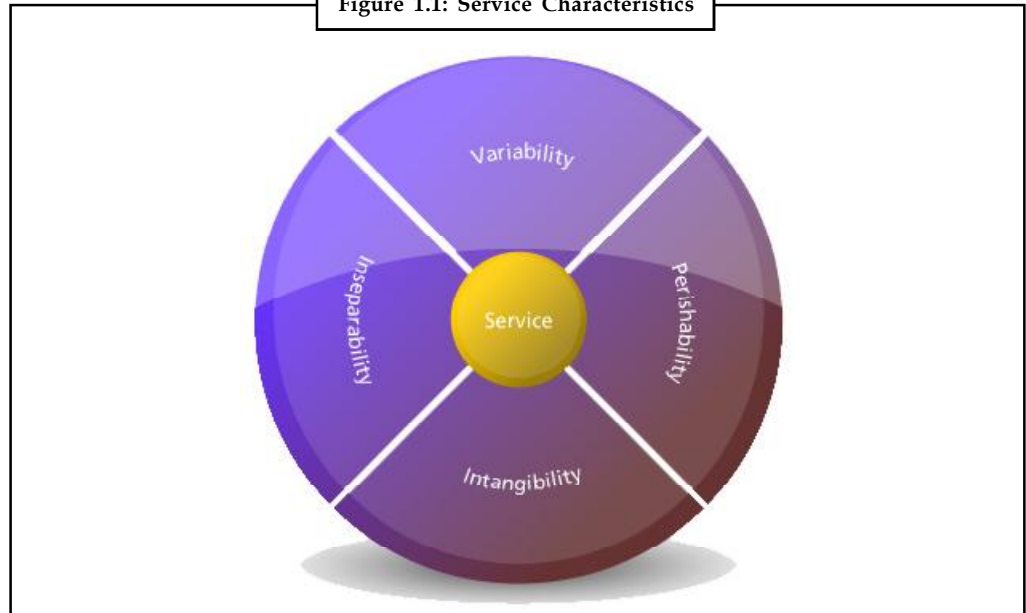 Figure 1.1: Service Characteristics
Variability
Inseparability
Service
Perishability
Intangibility